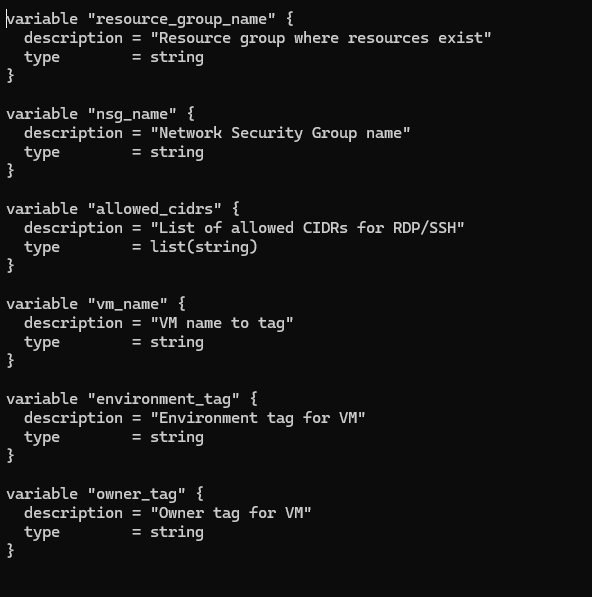 variable "resource_group_name" {
  description = "Resource group where resources exist"
  type        = string
}

variable "nsg_name" {
  description = "Network Security Group name"
  type        = string
}

variable "allowed_cidrs" {
  description = "List of allowed CIDRs for RDP/SSH"
  type        = list(string)
}

variable "vm_name" {
  description = "VM name to tag"
  type        = string
}

variable "environment_tag" {
  description = "Environment tag for VM"
  type        = string
}

variable "owner_tag" {
  description = "Owner tag for VM"
  type        = string
}